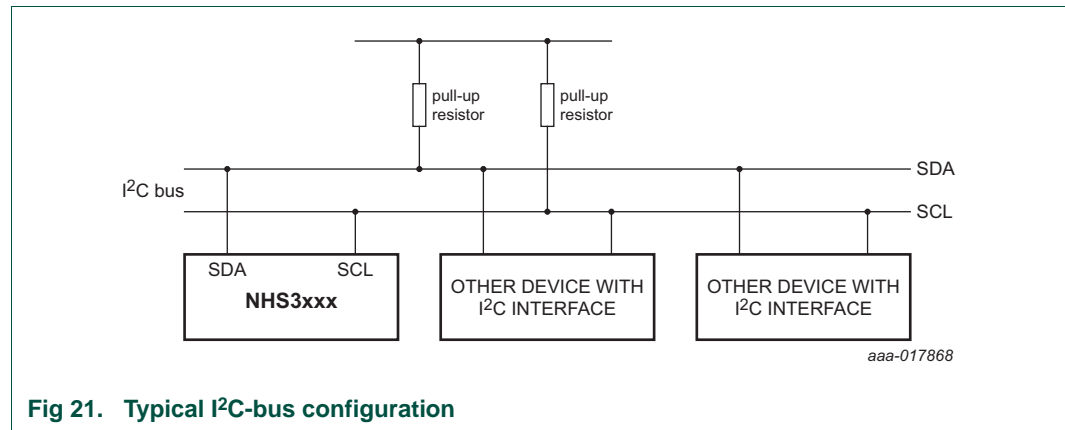 pull-up
resistor
pull-up
resistor
SDA
I2C bus
SCL
SDA SCL
NHS3xxx
OTHER DEVICE WITH
I2C INTERFACE
OTHER DEVICE WITH
I2C INTERFACE
aaa-017868
Fig 21. Typical I2C-bus configuration